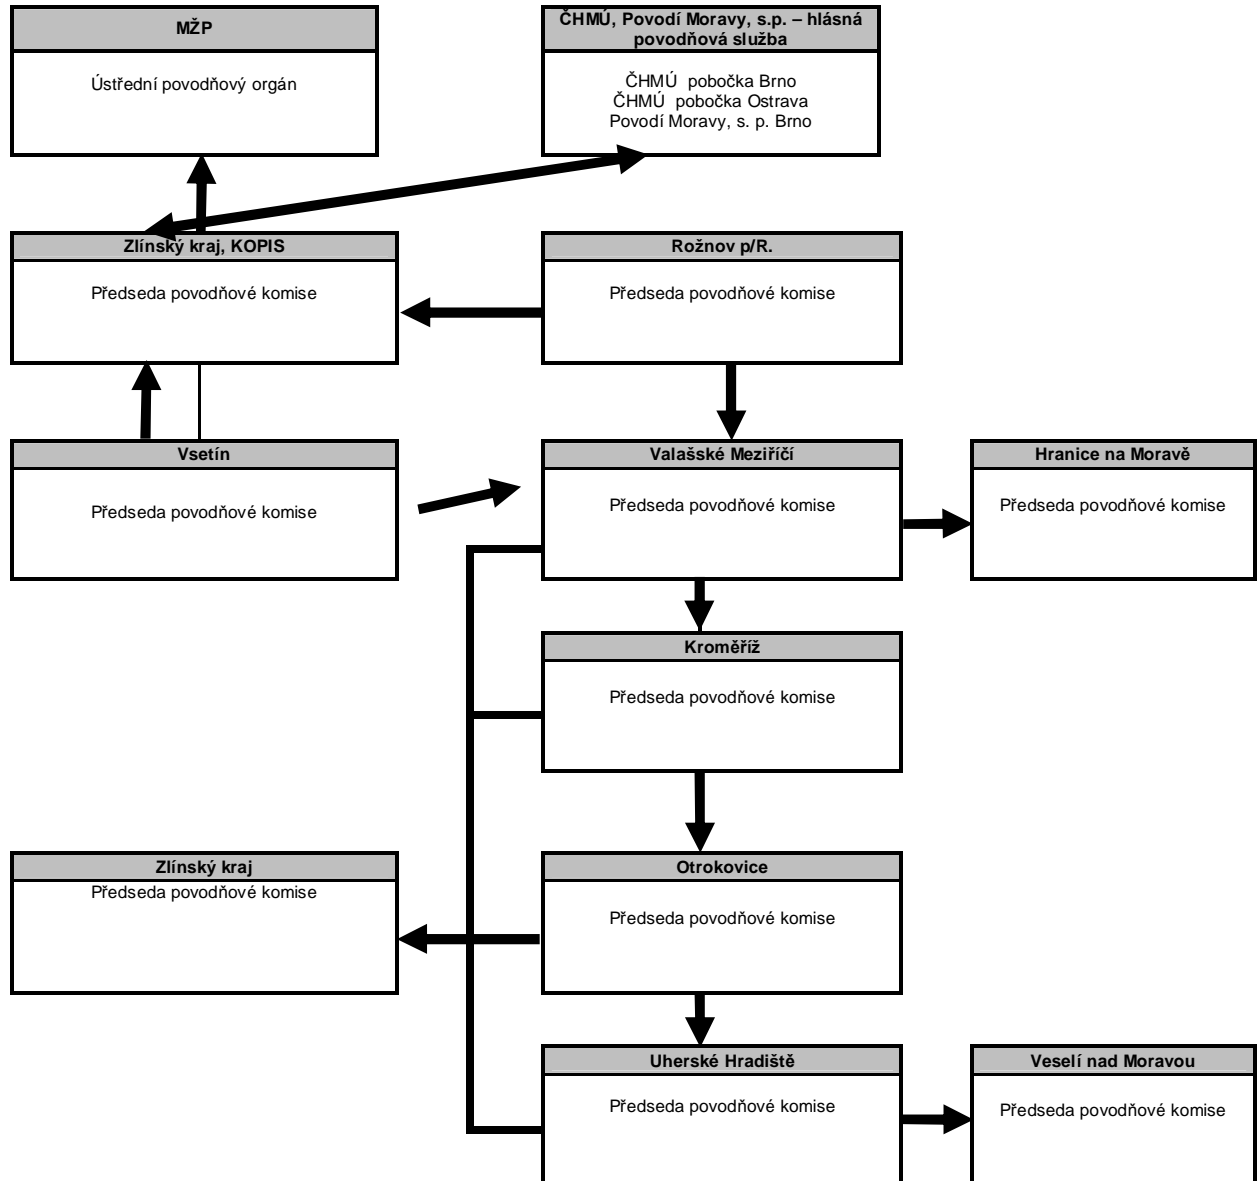 MŽP
Ústřední povodňový orgán
ČHMÚ, Povodí Moravy, s.p. – hlásná
povodňová služba
ČHMÚ  pobočka Brno
ČHMÚ  pobočka Ostrava
Povodí Moravy, s. p. Brno
Zlínský kraj, KOPIS
Předseda povodňové komise
Rožnov p/R.
Předseda povodňové komise
Vsetín
Předseda povodňové komise
Valašské Meziříčí
Předseda povodňové komise
Hranice na Moravě
Předseda povodňové komise
Kroměříž
Předseda povodňové komise
Zlínský kraj
Předseda povodňové komise
Otrokovice
Předseda povodňové komise
Uherské Hradiště
Předseda povodňové komise
Veselí nad Moravou
Předseda povodňové komise